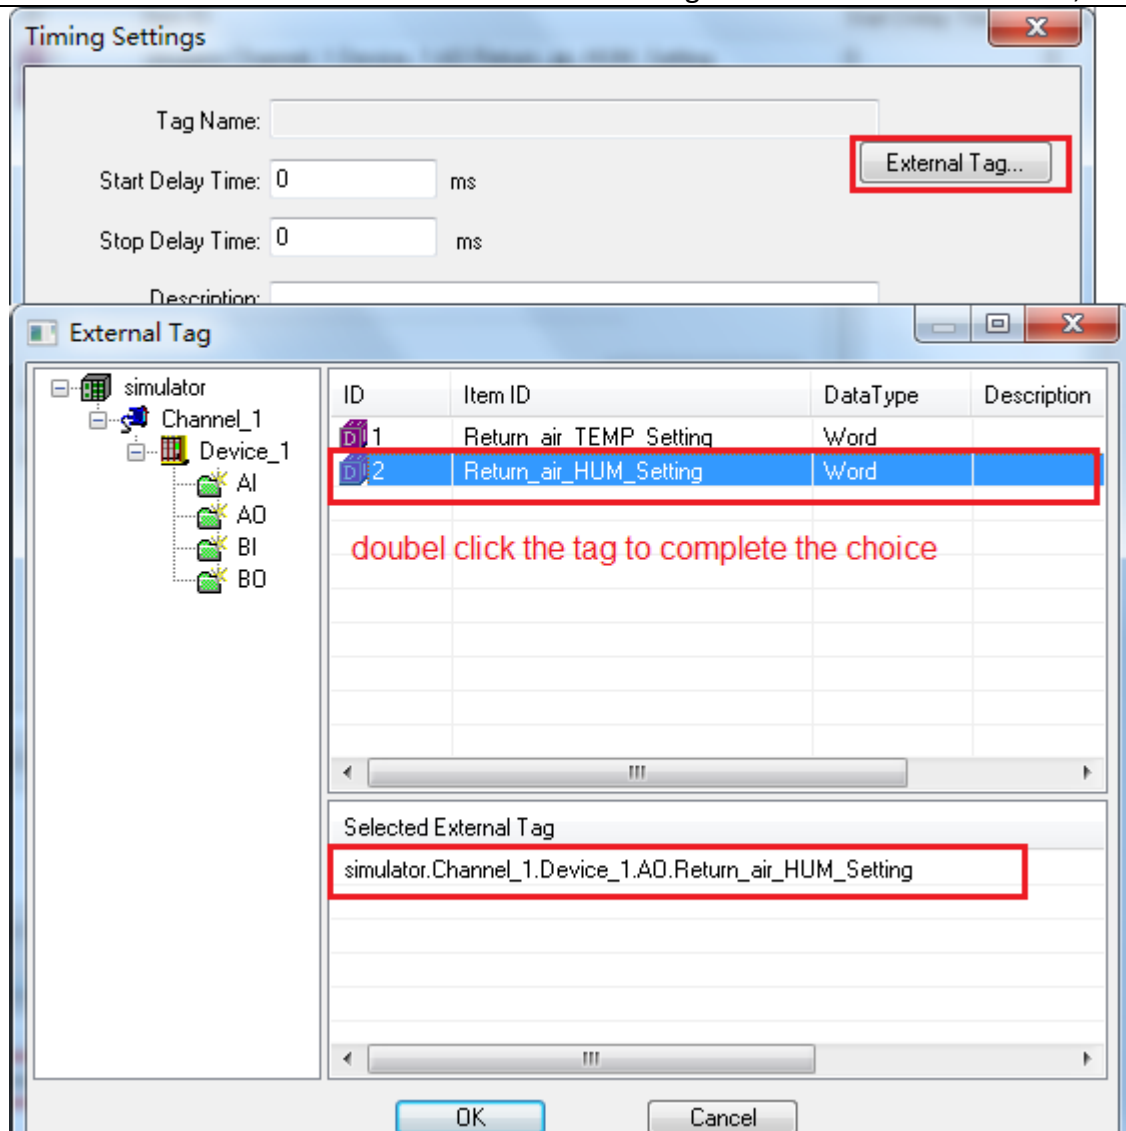 Timing Settings
Tag Name:
External Tag...
Start Delay Time: 0 ms
Stop Delay Time: 0 ms
Description:
External Tag
simulator
Channel_1
Device_1
AI
AO
BI
BO
ID Item ID DataType Description
1 Return_air_TEMP_Setting Word
2 Return_air_HUM_Setting Word
doubel click the tag to complete the choice
Selected External Tag
simulator.Channel_1.Device_1.AO.Return_air_HUM_Setting
OK Cancel